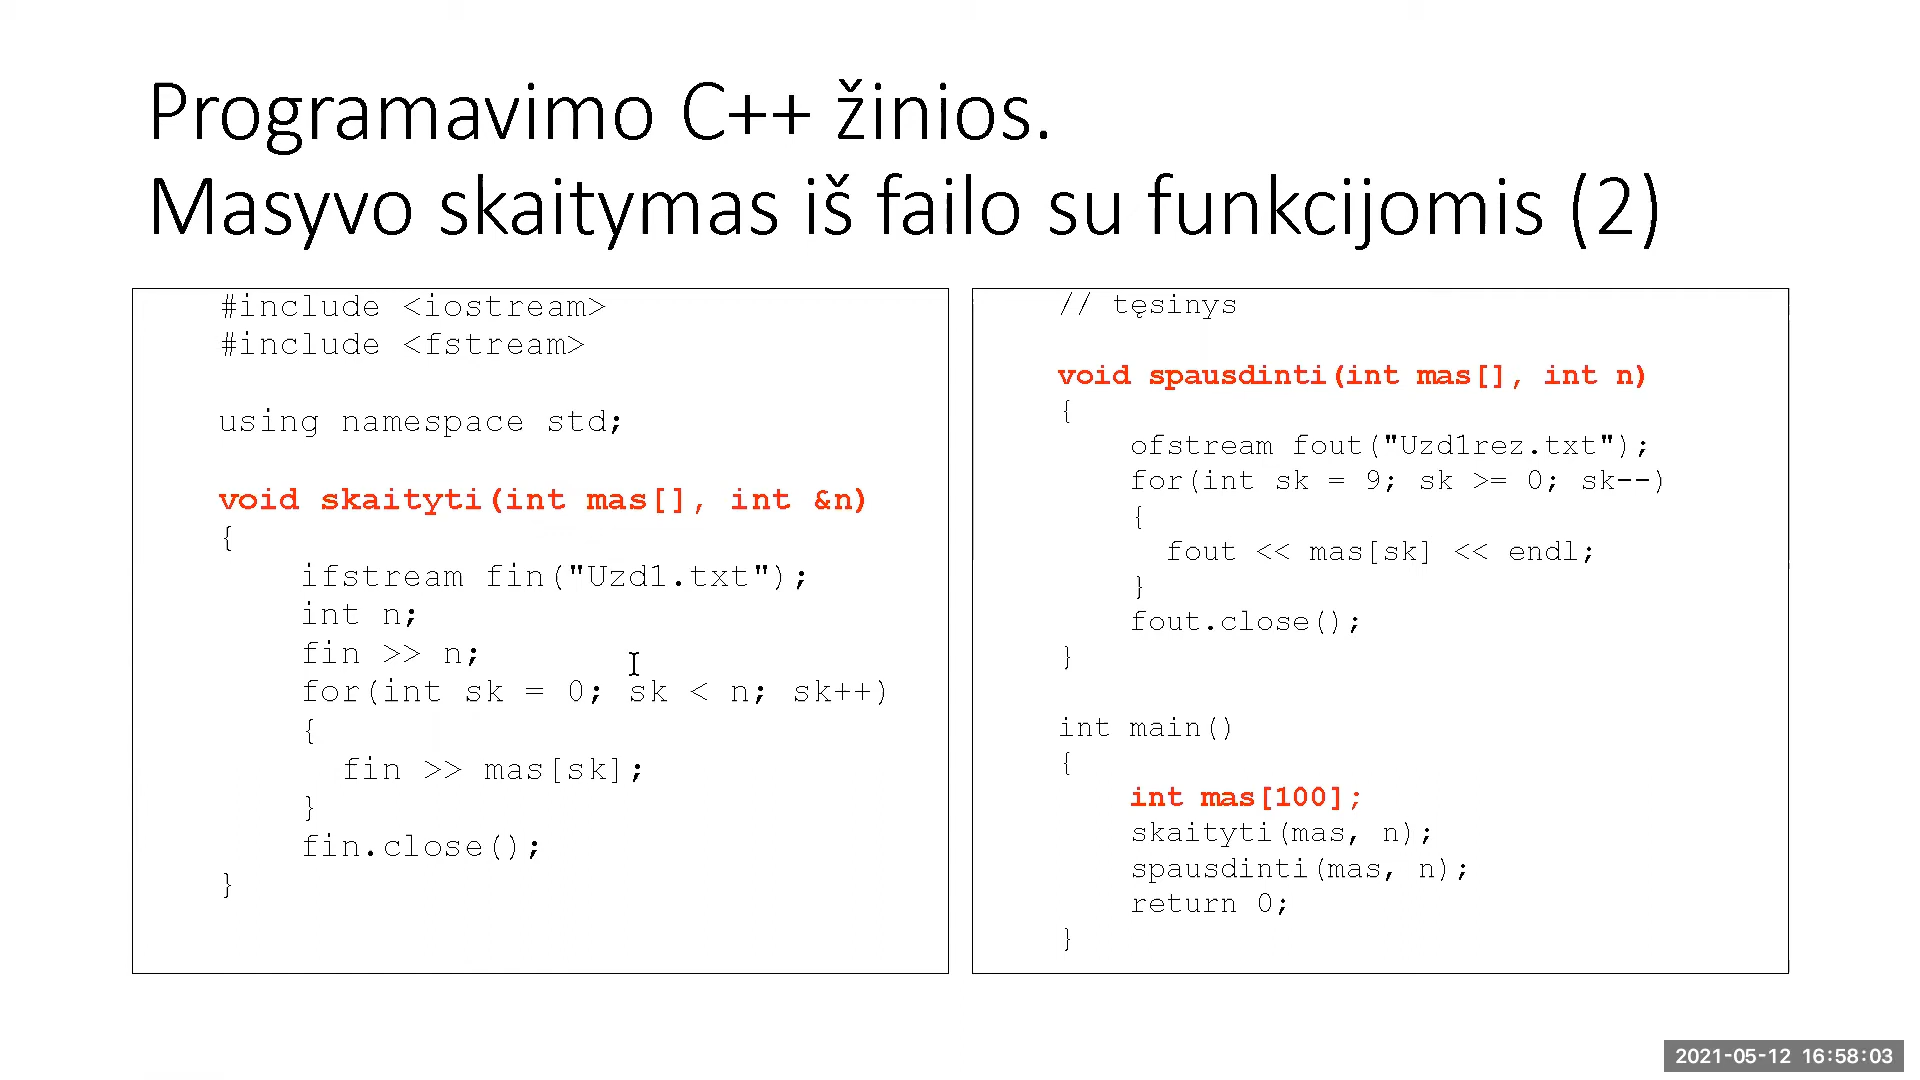 Programavimo C++ žinios.
Masyvo skaitymas iš failo su funkcijomis (2)
#include <iostream>
#include <fstream>
using namespace std;
void skaityti(int mas[], int &n)
{
ifstream fin("Uzd1.txt");
int n;
fin >> n;
for(int sk = 0; sk < n; sk++)
{
fin >> mas[sk];
}
fin.close();
}
// tęsinys
void spausdinti(int mas[], int n)
{
ofstream fout("Uzd1rez.txt");
for(int sk = 9; sk >= 0; sk--)
{
fout << mas[sk] << endl;
}
fout.close();
}
int main()
{
int mas[100];
skaityti(mas, n);
spausdinti(mas, n);
return 0;
}
2021-05-12 16:58:03